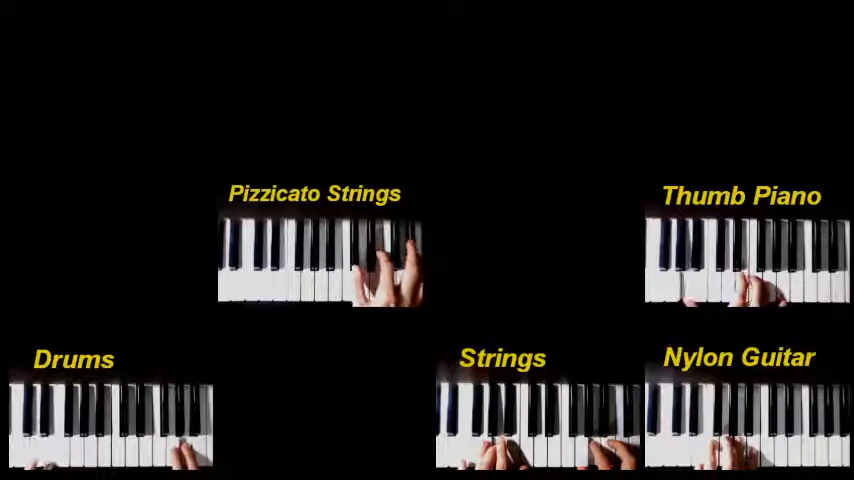 Pizzicato Strings
Thumb Piano
Drums
Strings
Nylon Guitar